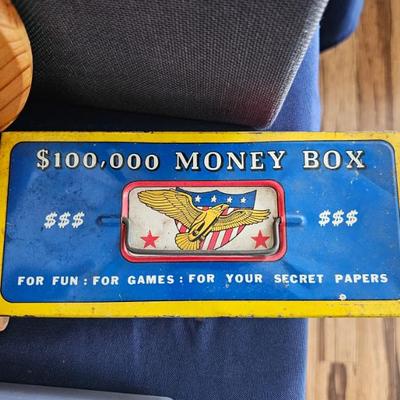 $100,000 MONEY BOX
$$$ $$$
FOR FUN : FOR GAMES : FOR YOUR SECRET PAPERS